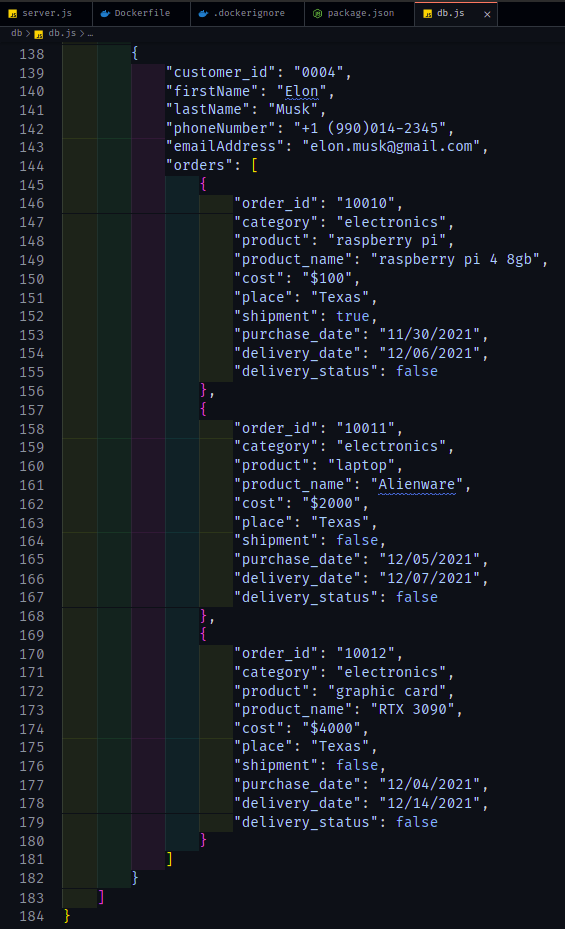 server.js Dockerfile .dockerignore package.json db.js ×
db > db.js > ...
138 {
139 "customer_id": "0004",
140 "firstName": "Elon",
141 "lastName": "Musk",
142 "phoneNumber": "+1 (990)014-2345",
143 "emailAddress": "elon.musk@gmail.com",
144 "orders": [
145 {
146 "order_id": "10010",
147 "category": "electronics",
148 "product": "raspberry pi",
149 "product_name": "raspberry pi 4 8gb",
150 "cost": "$100",
151 "place": "Texas",
152 "shipment": true,
153 "purchase_date": "11/30/2021",
154 "delivery_date": "12/06/2021",
155 "delivery_status": false
156 },
157 {
158 "order_id": "10011",
159 "category": "electronics",
160 "product": "laptop",
161 "product_name": "Alienware",
162 "cost": "$2000",
163 "place": "Texas",
164 "shipment": false,
165 "purchase_date": "12/05/2021",
166 "delivery_date": "12/07/2021",
167 "delivery_status": false
168 },
169 {
170 "order_id": "10012",
171 "category": "electronics",
172 "product": "graphic card",
173 "product_name": "RTX 3090",
174 "cost": "$4000",
175 "place": "Texas",
176 "shipment": false,
177 "purchase_date": "12/04/2021",
178 "delivery_date": "12/14/2021",
179 "delivery_status": false
180 }
181 ]
182 }
183 ]
184 }